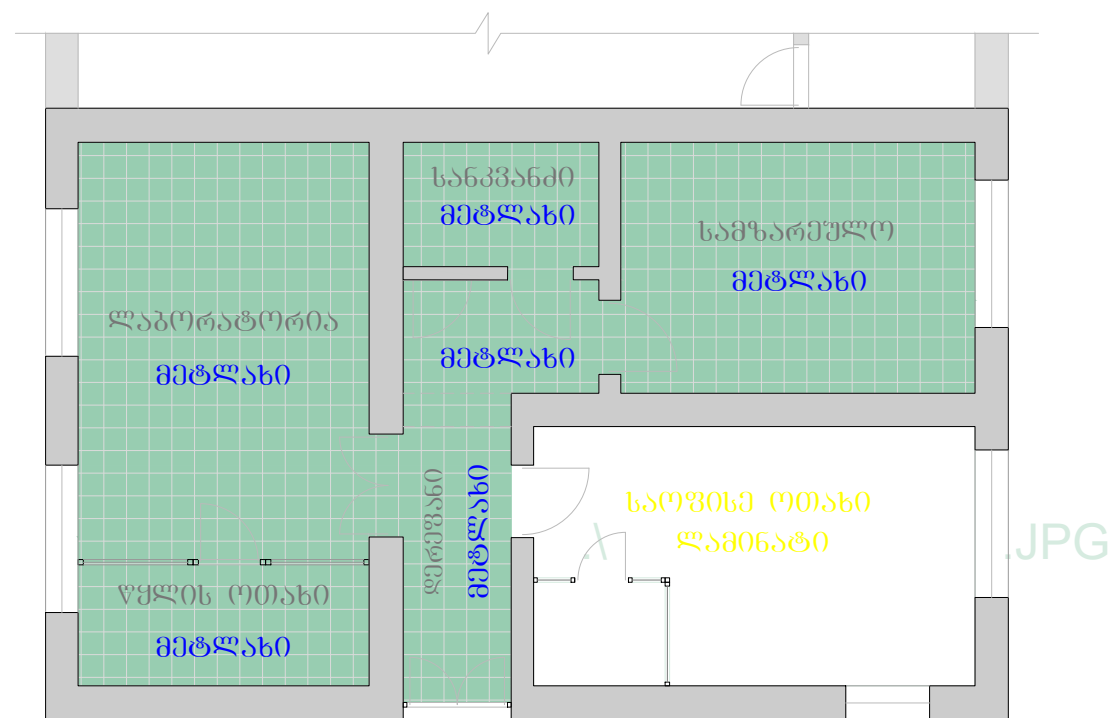 სანკვანძი
მეტლახი
სამზარეულო
მეტლახი
ლაბორატორია
მეტლახი
მეტლახი
დერეფანი
მეტლახი
საოფისე ოთახი
ლამინატი
.\
.JPG
წყლის ოთახი
მეტლახი